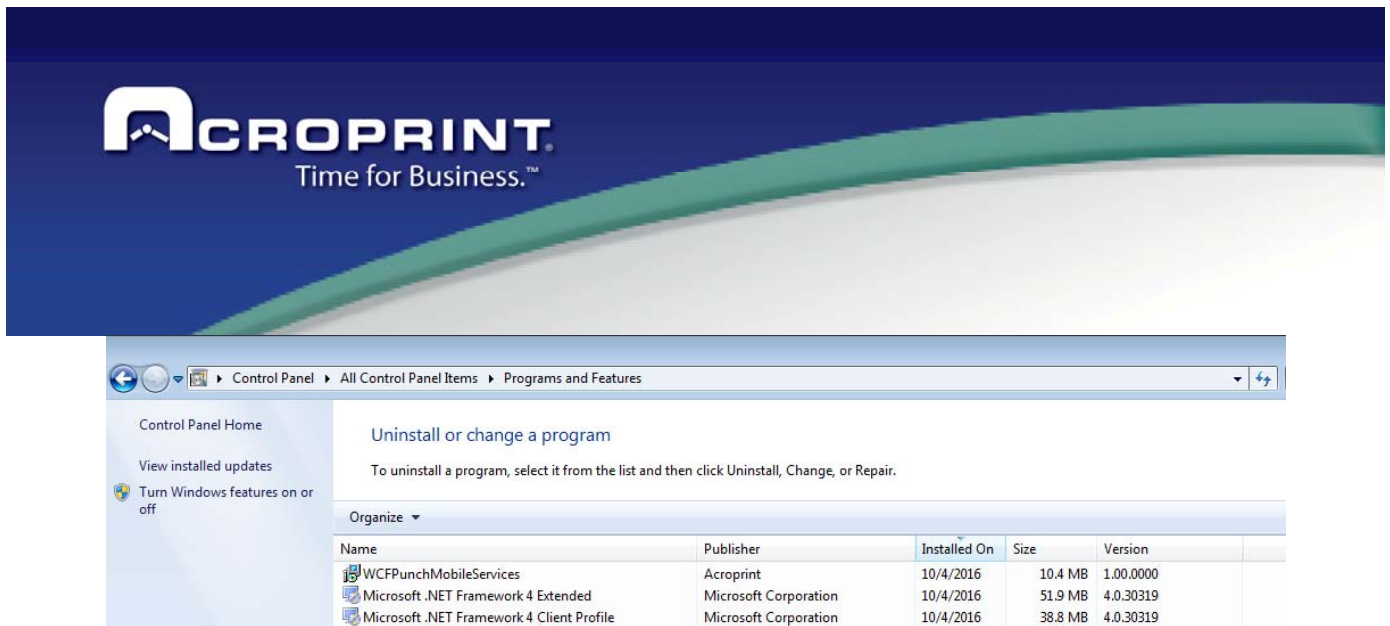 ACROPRINT®
Time for Business.™
Control Panel ▸ All Control Panel Items ▸ Programs and Features
Control Panel Home
View installed updates
Turn Windows features on or
off
Uninstall or change a program
To uninstall a program, select it from the list and then click Uninstall, Change, or Repair.
Organize
Name Publisher Installed On Size Version
WCFPunchMobileServices Acroprint 10/4/2016 10.4 MB 1.00.0000
Microsoft .NET Framework 4 Extended Microsoft Corporation 10/4/2016 51.9 MB 4.0.30319
Microsoft .NET Framework 4 Client Profile Microsoft Corporation 10/4/2016 38.8 MB 4.0.30319